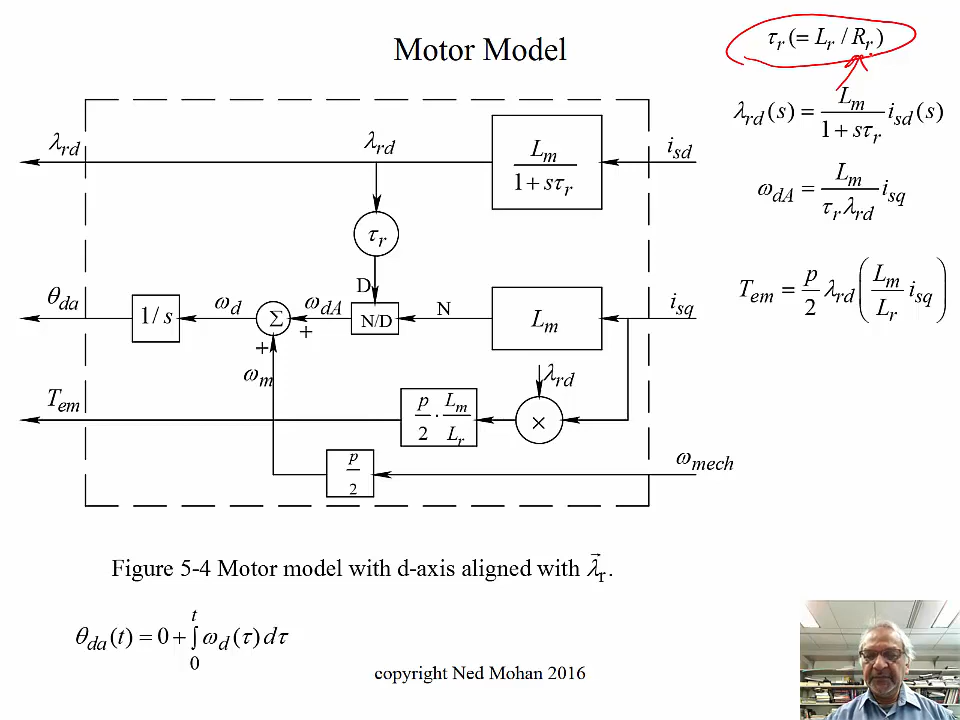 Motor Model
τr (= Lr / Rr)
λrd(s) = Lm / (1 + sτr) isd(s)
ωdA = Lm / (τr λrd) isq
Tem = p/2 λrd (Lm/Lr isq)
λrd
λrd
Lm / (1 + sτr)
isd
τr
D
θda
1/s
ωd
Σ
ωdA
N/D
N
Lm
isq
+
+
ωm
λrd
Tem
p/2 · Lm/Lr
×
p/2
ωmech
Figure 5-4 Motor model with d-axis aligned with λ⃗r.
θda(t) = 0 + ∫₀ᵗ ωd(τ) dτ
copyright Ned Mohan 2016